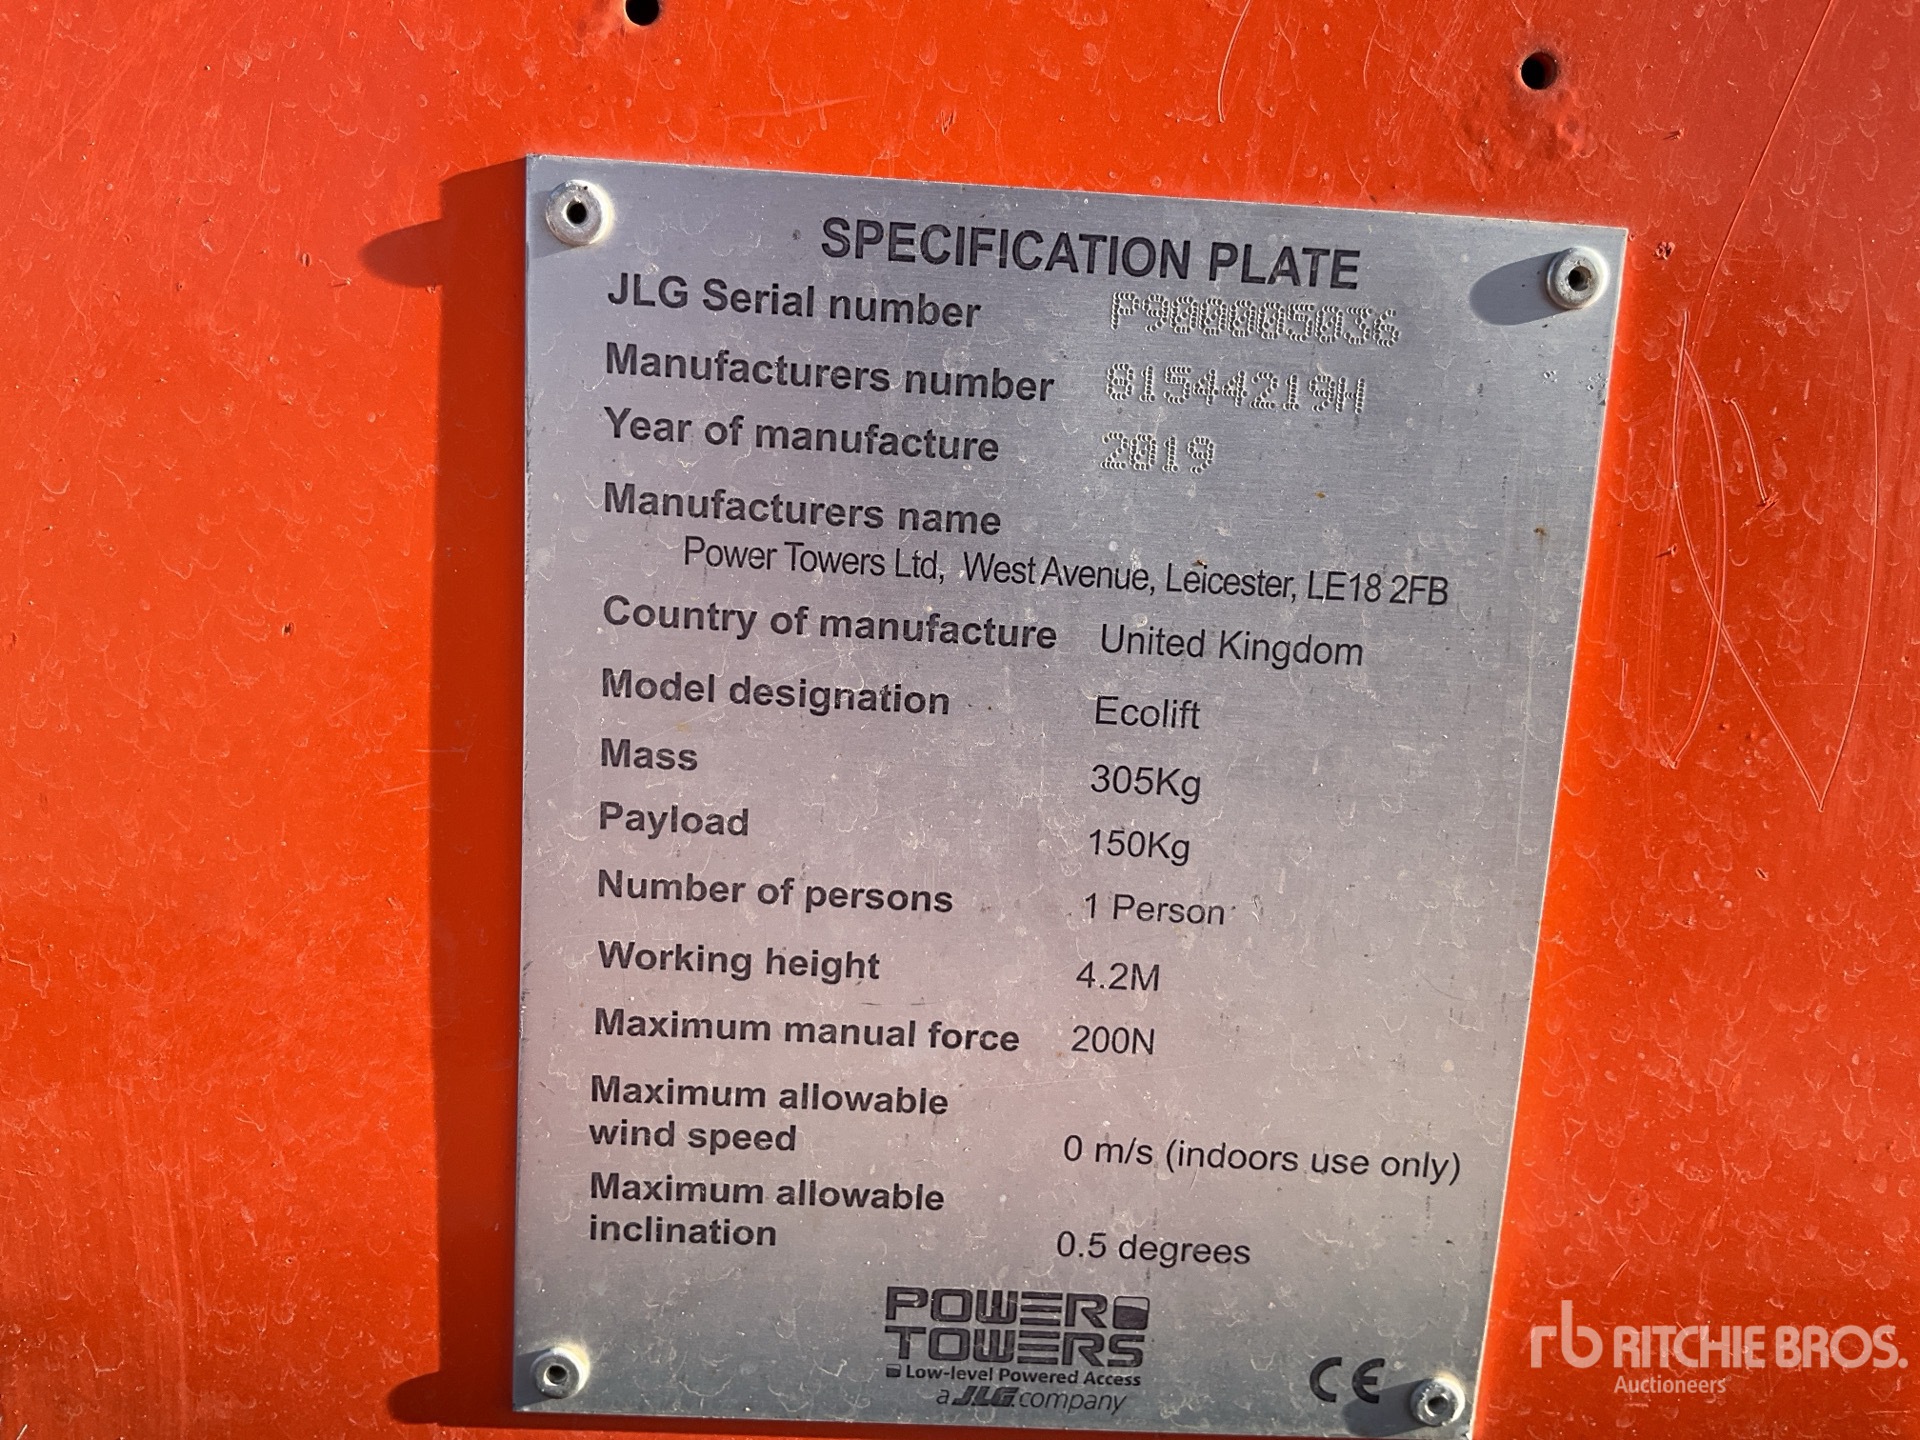 SPECIFICATION PLATE
JLG Serial number P900005036
Manufacturers number 81544219H
Year of manufacture 2019
Manufacturers name
Power Towers Ltd, West Avenue, Leicester, LE18 2FB
Country of manufacture United Kingdom
Model designation Ecolift
Mass 305Kg
Payload 150Kg
Number of persons 1 Person
Working height 4.2M
Maximum manual force 200N
Maximum allowable
wind speed 0 m/s (indoors use only)
Maximum allowable
inclination 0.5 degrees
POWER
TOWERS
Low-level Powered Access
a JLG company
CE
rb RITCHIE BROS.
Auctioneers